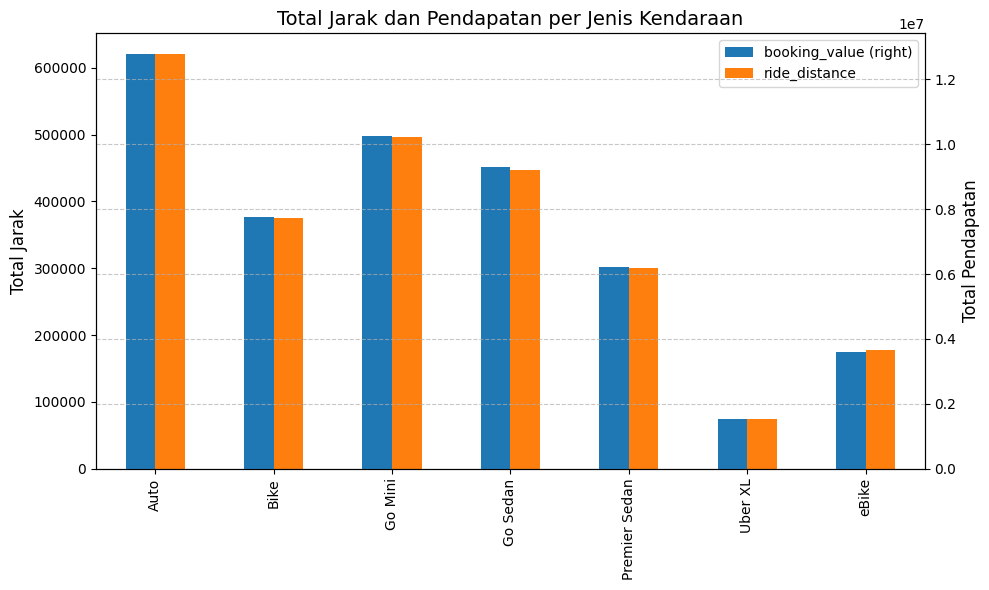 Total Jarak dan Pendapatan per Jenis Kendaraan
1e7
booking_value (right)
ride_distance
Total Jarak
600000
500000
400000
300000
200000
100000
0
1.2
1.0
0.8
0.6
0.4
0.2
0.0
Total Pendapatan
Auto
Bike
Go Mini
Go Sedan
Premier Sedan
Uber XL
eBike